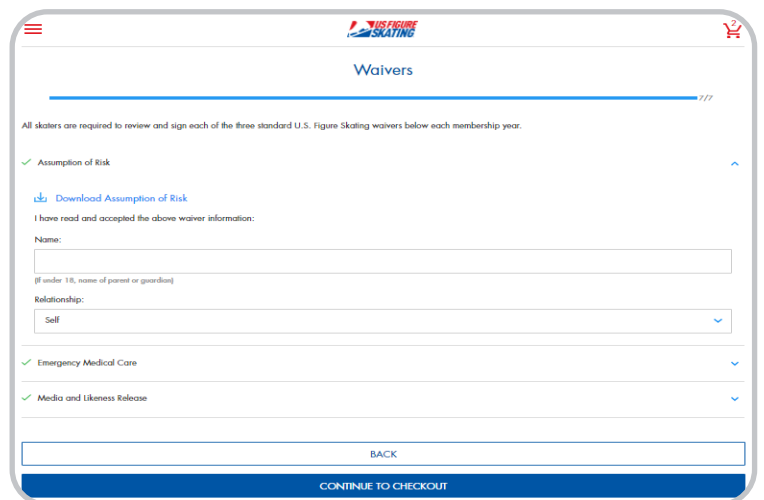 US FIGURE
SKATING
2
Waivers
7/7
All skaters are required to review and sign each of the three standard U.S. Figure Skating waivers below each membership year.
Assumption of Risk
Download Assumption of Risk
I have read and accepted the above waiver information:
Name:
(If under 18, name of parent or guardian)
Relationship:
Self
Emergency Medical Care
Media and Likeness Release
BACK
CONTINUE TO CHECKOUT